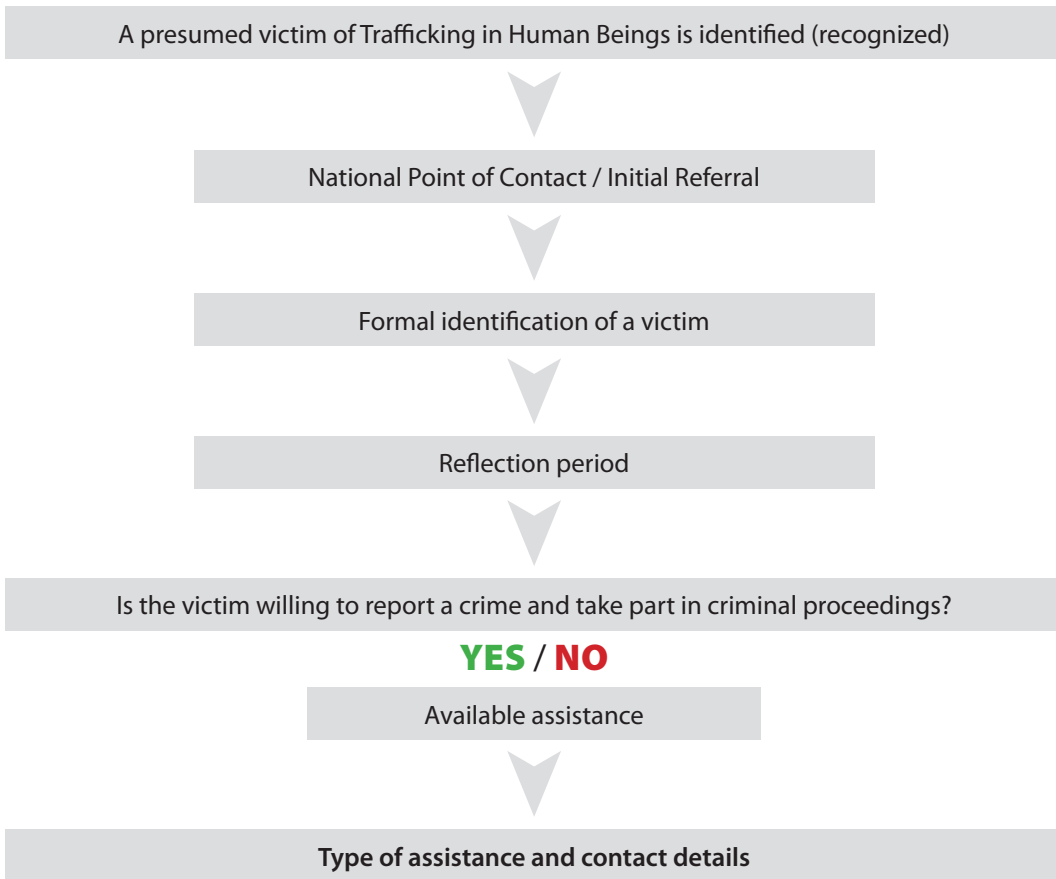 A presumed victim of Trafficking in Human Beings is identified (recognized)
National Point of Contact / Initial Referral
Formal identification of a victim
Reflection period
Is the victim willing to report a crime and take part in criminal proceedings?
YES / NO
Available assistance
Type of assistance and contact details